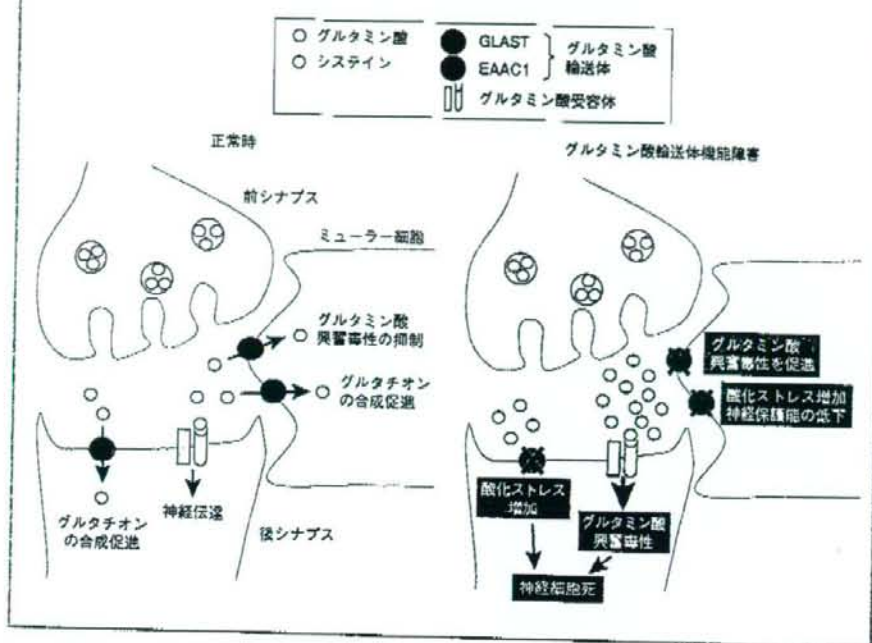 グルタミン酸
システイン
GLAST
EAAC1
グルタミン酸
輸送体
グルタミン酸受容体
正常時
前シナプス
ミューラー細胞
グルタミン酸
興奮毒性の抑制
グルタチオン
の合成促進
グルタチオン
の合成促進
神経伝達
後シナプス
グルタミン酸輸送体機能障害
グルタミン酸
興奮毒性を促進
酸化ストレス増加
神経保護能の低下
酸化ストレス
増加
グルタミン酸
興奮毒性
神経細胞死